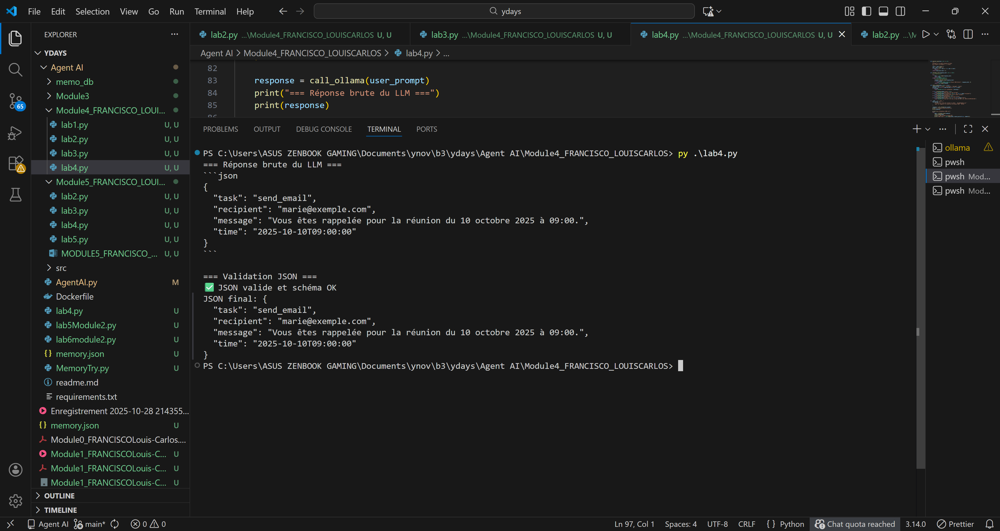 File Edit Selection View Go Run Terminal Help
ydays
EXPLORER
YDAYS
Agent AI
memo_db
Module3
Module4_FRANCISCO_LOUI...
lab1.py U, U
lab2.py U, U
lab3.py U, U
lab4.py U, U
Module5_FRANCISCO_LOUI...
lab2.py U, U
lab3.py U, U
lab4.py U, U
lab5.py U, U
MODULE5_FRANCISCO_... U, U
src
AgentAI.py M
Dockerfile
lab4.py U
lab5Module2.py U
lab6module2.py U
memory.json U
MemoryTry.py U
readme.md
requirements.txt
Enregistrement 2025-10-28 214355...
memory.json U
Module0_FRANCISCOLouis-Carlos....
Module1_FRANCISCOLouis-C... U
Module1_FRANCISCOLouis-C... U
Module1_FRANCISCOLouis-C... U
OUTLINE
TIMELINE
65
lab2.py ...\Module4_FRANCISCO_LOUISCARLOS U, U
lab3.py ...\Module4_FRANCISCO_LOUISCARLOS U, U
lab4.py ...\Module4_FRANCISCO_LOUISCARLOS U, U
lab2.py ...\M
Agent AI > Module4_FRANCISCO_LOUISCARLOS > lab4.py > ...
82
83 response = call_ollama(user_prompt)
84 print("=== Réponse brute du LLM ===")
85 print(response)
86
PROBLEMS OUTPUT DEBUG CONSOLE TERMINAL PORTS
PS C:\Users\ASUS ZENBOOK GAMING\Documents\ynov\b3\ydays\Agent AI\Module4_FRANCISCO_LOUISCARLOS> py .\lab4.py
=== Réponse brute du LLM ===
```json
{
"task": "send_email",
"recipient": "marie@exemple.com",
"message": "Vous êtes rappelée pour la réunion du 10 octobre 2025 à 09:00.",
"time": "2025-10-10T09:00:00"
}
```
=== Validation JSON ===
✅ JSON valide et schéma OK
JSON final: {
"task": "send_email",
"recipient": "marie@exemple.com",
"message": "Vous êtes rappelée pour la réunion du 10 octobre 2025 à 09:00.",
"time": "2025-10-10T09:00:00"
}
PS C:\Users\ASUS ZENBOOK GAMING\Documents\ynov\b3\ydays\Agent AI\Module4_FRANCISCO_LOUISCARLOS>
ollama
pwsh
pwsh Mod...
pwsh Mod...
Agent AI main* 0 0
Ln 97, Col 1 Spaces: 4 UTF-8 CRLF { } Python Chat quota reached 3.14.0 Prettier